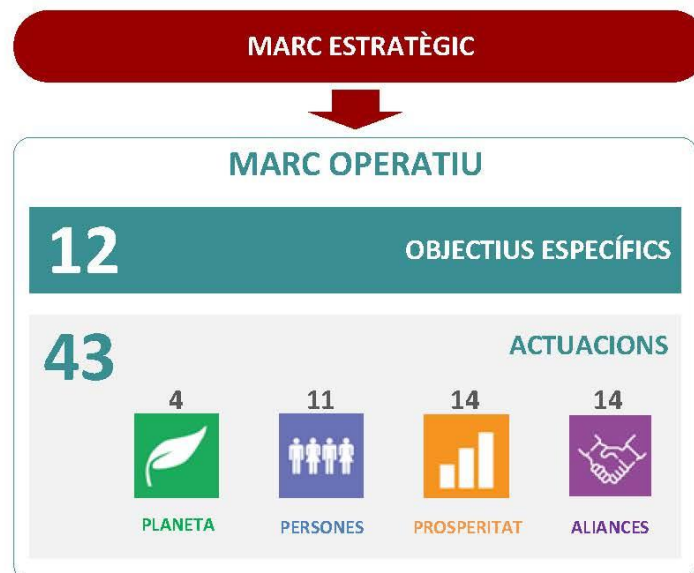 MARC ESTRATÈGIC
MARC OPERATIU
12 OBJECTIUS ESPECÍFICS
43 ACTUACIONS
4 11 14 14
PLANETA PERSONES PROSPERITAT ALIANCES